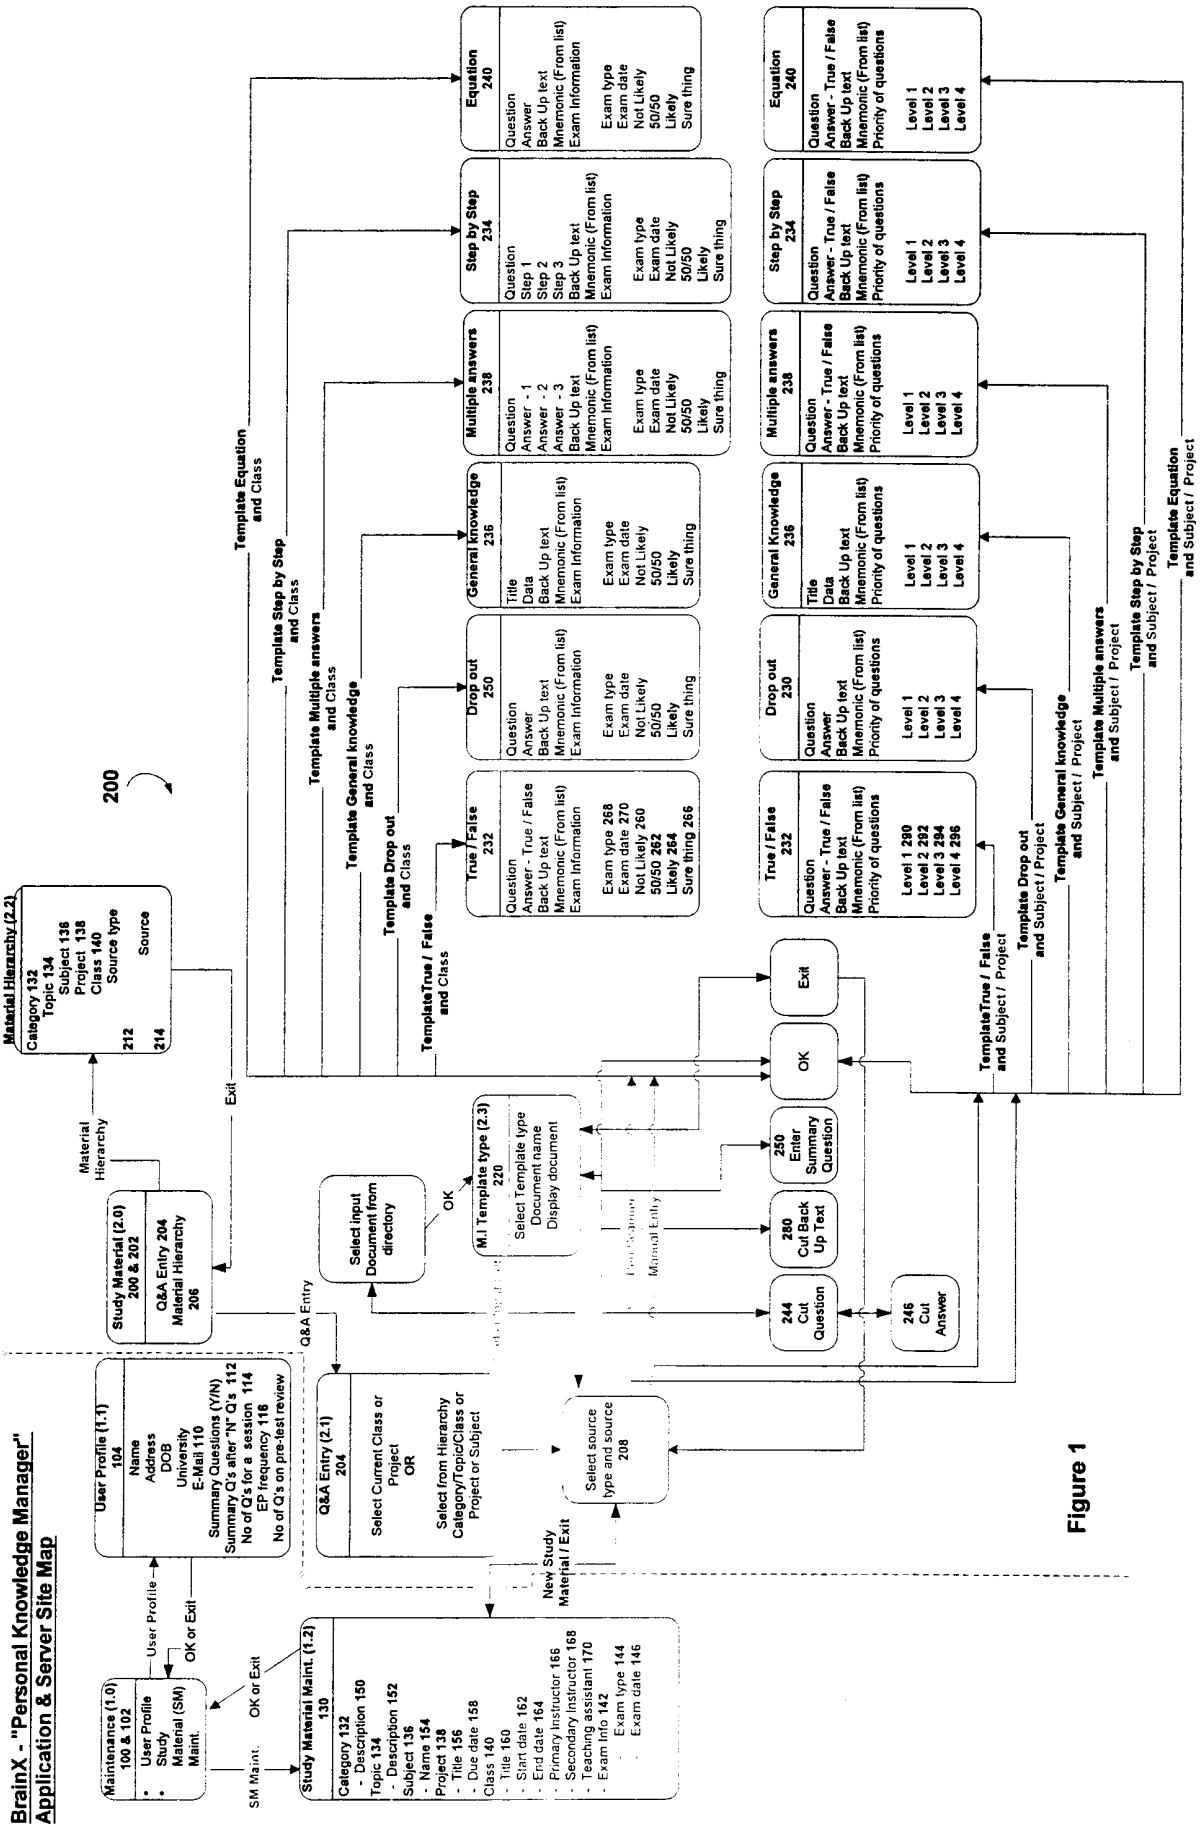 BrainX - "Personal Knowledge Manager"
Application & Server Site Map
Maintenance (1.0)
100 & 102
User Profile
Study
Material (SM)
Maint.
User Profile
OK or Exit
SM Maint.
OK or Exit
User Profile (1.1)
104
Name
Address
DOB
University
E-Mail 110
Summary Questions (Y/N)
Summary Q's after "N" Q's 112
No of Q's for a session 114
EP frequency 116
No of Q's on pre-test review
Study Material Maint. (1.2)
130
Category 132
- Description 150
Topic 134
- Description 152
Subject 136
- Name 154
Project 138
- Title 156
- Due date 158
Class 140
- Title 160
- Start date 162
- End date 164
- Primary Instructor 166
- Secondary Instructor 168
- Teaching assistant 170
- Exam Info 142
- Exam type 144
- Exam date 146
New Study
Material / Exit
Study Material (2.0)
200 & 202
Q&A Entry 204
Material Hierarchy
206
Material
Hierarchy
Exit
Q&A Entry
Material Hierarchy (2.2)
Category 132
Topic 134
Subject 136
Project 138
Class 140
Source type
212
Source
214
200
Q&A Entry (2.1)
204
Select Current Class or
Project
OR
Select from Hierarchy
Category/Topic/Class or
Project or Subject
Select source
type and source
208
Select input
Document from
directory
OK
M.I Template type (2.3)
220
Select Template type
Document name
Display document
Manual Entry
244
Cut
Question
246
Cut
Answer
280
Cut Back
Up Text
250
Enter
Summary
Question
OK
Exit
Template Equation
and Class
Template Step by Step
and Class
Template Multiple answers
and Class
Template General knowledge
and Class
Template Drop out
and Class
TemplateTrue / False
and Class
True / False
232
Question
Answer - True / False
Back Up text
Mnemonic (From list)
Exam Information
Exam type 268
Exam date 270
Not Likely 260
50/50 262
Likely 264
Sure thing 266
Drop out
250
Question
Answer
Back Up text
Mnemonic (From list)
Exam Information
Exam type
Exam date
Not Likely
50/50
Likely
Sure thing
General knowledge
236
Title
Data
Back Up text
Mnemonic (From list)
Exam Information
Exam type
Exam date
Not Likely
50/50
Likely
Sure thing
Multiple answers
238
Question
Answer - 1
Answer - 2
Answer - 3
Back Up text
Mnemonic (From list)
Exam Information
Exam type
Exam date
Not Likely
50/50
Likely
Sure thing
Step by Step
234
Question
Step 1
Step 2
Step 3
Back Up text
Mnemonic (From list)
Exam Information
Exam type
Exam date
Not Likely
50/50
Likely
Sure thing
Equation
240
Question
Answer
Back Up text
Mnemonic (From list)
Exam Information
Exam type
Exam date
Not Likely
50/50
Likely
Sure thing
True / False
232
Question
Answer - True / False
Back Up text
Mnemonic (From list)
Priority of questions
Level 1 290
Level 2 292
Level 3 294
Level 4 296
Drop out
230
Question
Answer
Back Up text
Mnemonic (From list)
Priority of questions
Level 1
Level 2
Level 3
Level 4
General Knowledge
236
Title
Data
Back Up text
Mnemonic (From list)
Priority of questions
Level 1
Level 2
Level 3
Level 4
Multiple answers
238
Question
Answer - True / False
Back Up text
Mnemonic (From list)
Priority of questions
Level 1
Level 2
Level 3
Level 4
Step by Step
234
Question
Answer - True / False
Back Up text
Mnemonic (From list)
Priority of questions
Level 1
Level 2
Level 3
Level 4
Equation
240
Question
Answer - True / False
Back Up text
Mnemonic (From list)
Priority of questions
Level 1
Level 2
Level 3
Level 4
TemplateTrue / False
and Subject / Project
Template Drop out
and Subject / Project
Template General knowledge
and Subject / Project
Template Multiple answers
and Subject / Project
Template Step by Step
and Subject / Project
Template Equation
and Subject / Project
Figure 1